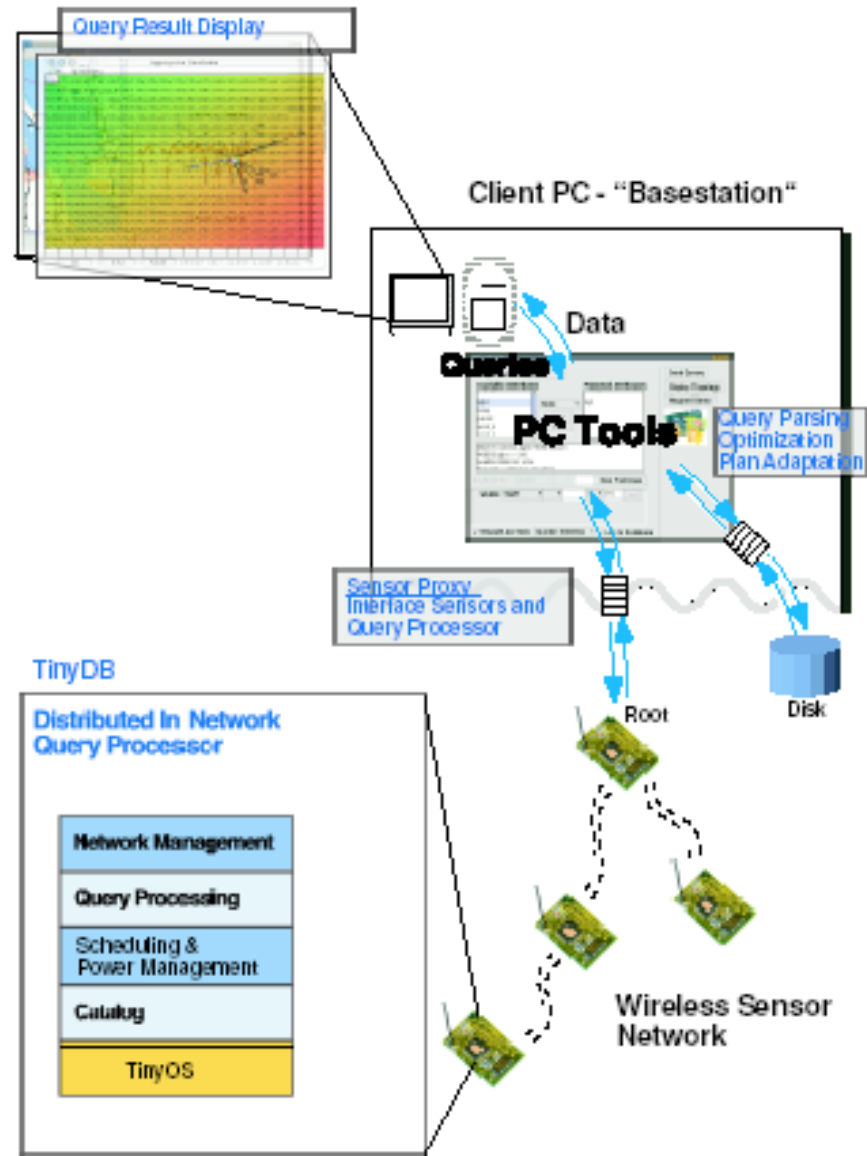 Query Result Display
Client PC - “Basestation“
Data
Queries
PC Tools
Query Parsing
Optimization
Plan Adaptation
Sensor Proxy
Interface Sensors and
Query Processor
TinyDB
Root
Disk
Distributed In Network
Query Processor
Network Management
Query Processing
Scheduling &
Power Management
Catalog
TinyOS
Wireless Sensor
Network